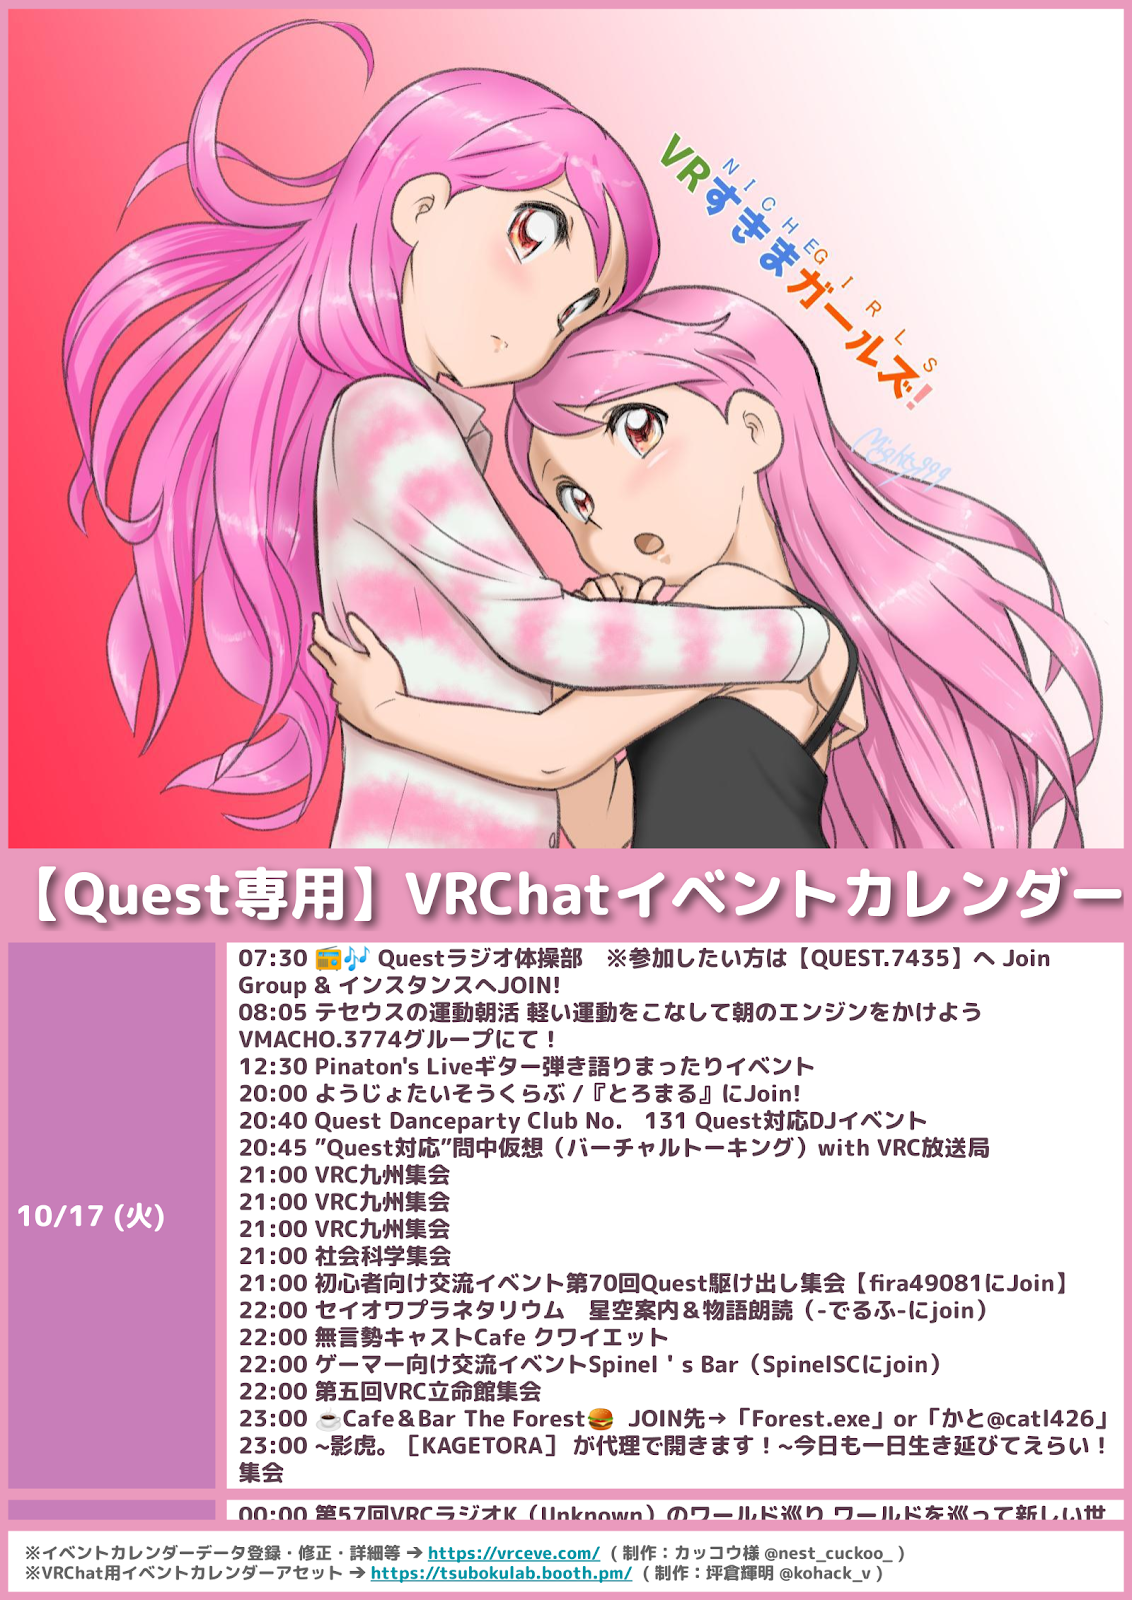 NICHE GIRLS
VRすきまガールズ!
Mighty999
【Quest専用】VRChatイベントカレンダー
10/17 (火)
07:30 📻🎶 Questラジオ体操部　※参加したい方は【QUEST.7435】へ Join
Group & インスタンスへJOIN!
08:05 テセウスの運動朝活 軽い運動をこなして朝のエンジンをかけよう
VMACHO.3774グループにて！
12:30 Pinaton's Liveギター弾き語りまったりイベント
20:00 ようじょたいそうくらぶ /『とろまる』にJoin!
20:40 Quest Danceparty Club No.　131 Quest対応DJイベント
20:45 ”Quest対応”問中仮想（バーチャルトーキング）with VRC放送局
21:00 VRC九州集会
21:00 VRC九州集会
21:00 VRC九州集会
21:00 社会科学集会
21:00 初心者向け交流イベント第70回Quest駆け出し集会【fira49081にJoin】
22:00 セイオワプラネタリウム　星空案内＆物語朗読（-でるふ-にjoin）
22:00 無言勢キャストCafe クワイエット
22:00 ゲーマー向け交流イベントSpinel＇s Bar（SpinelSCにjoin）
22:00 第五回VRC立命館集会
23:00 ☕Cafe＆Bar The Forest🍔 JOIN先→「Forest.exe」or「かと@catl426」
23:00 ~影虎。［KAGETORA］ が代理で開きます！~今日も一日生き延びてえらい！
集会
00:00 第57回VRCラジオK（Unknown）のワールド巡り ワールドを巡って新しい世
※イベントカレンダーデータ登録・修正・詳細等 ➔ https://vrceve.com/ ( 制作：カッコウ様 @nest_cuckoo_ )
※VRChat用イベントカレンダーアセット ➔ https://tsubokulab.booth.pm/ ( 制作：坪倉輝明 @kohack_v )